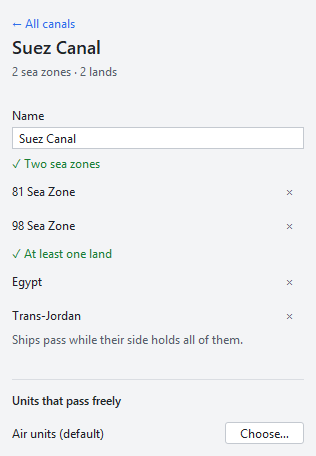 ← All canals
Suez Canal
2 sea zones · 2 lands
Name
Suez Canal
✓ Two sea zones
81 Sea Zone ×
98 Sea Zone ×
✓ At least one land
Egypt ×
Trans-Jordan ×
Ships pass while their side holds all of them.
Units that pass freely
Air units (default) Choose...